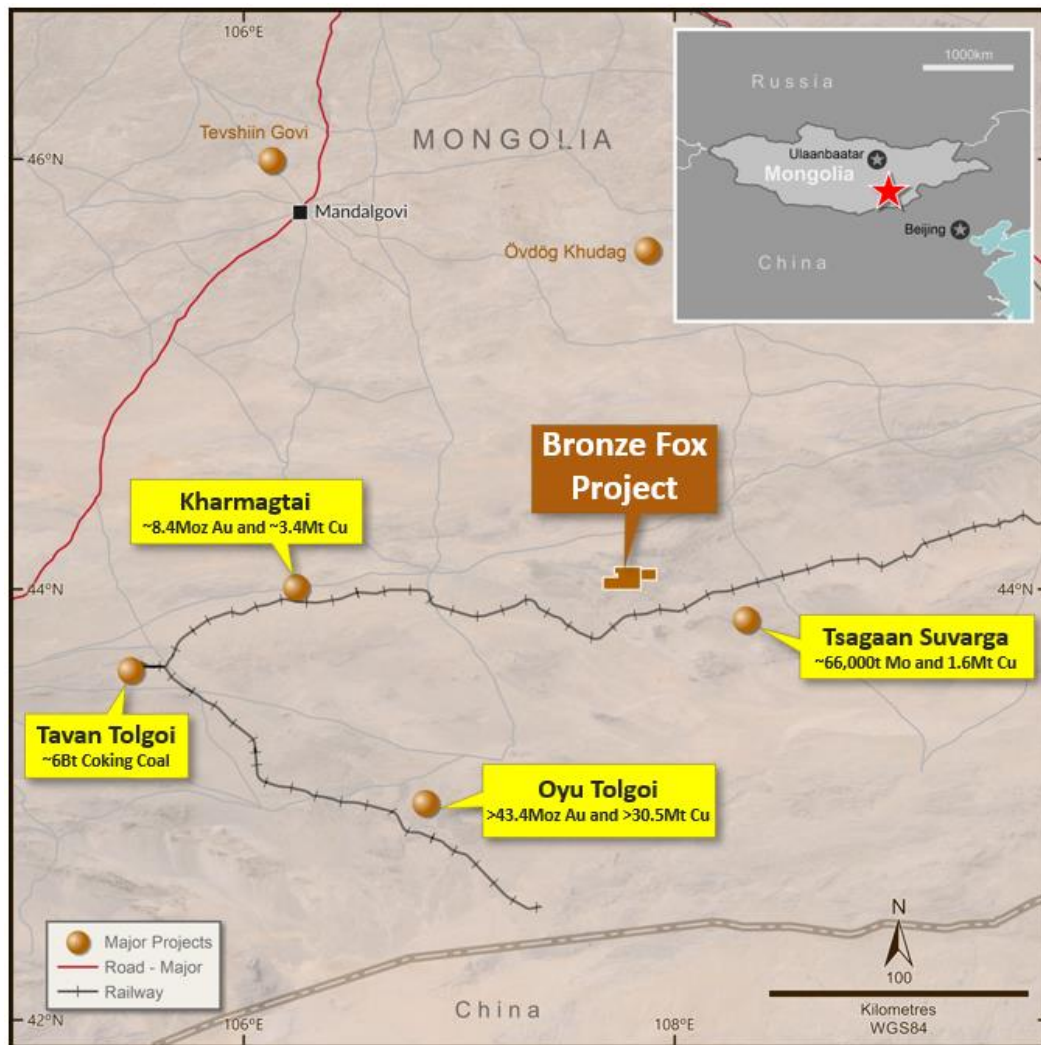 106°E
1000km
Russia
Tevshiin Govi
MONGOLIA
46°N
Ulaanbaatar
Mongolia
Mandalgovi
Övdög Khudag
Beijing
China
Bronze Fox
Project
Kharmagtai
~8.4Moz Au and ~3.4Mt Cu
44°N
44°N
Tsagaan Suvarga
~66,000t Mo and 1.6Mt Cu
Tavan Tolgoi
~6Bt Coking Coal
Oyu Tolgoi
>43.4Moz Au and >30.5Mt Cu
N
Major Projects
Road - Major
Railway
100
Kilometres
WGS84
China
42°N
106°E
108°E